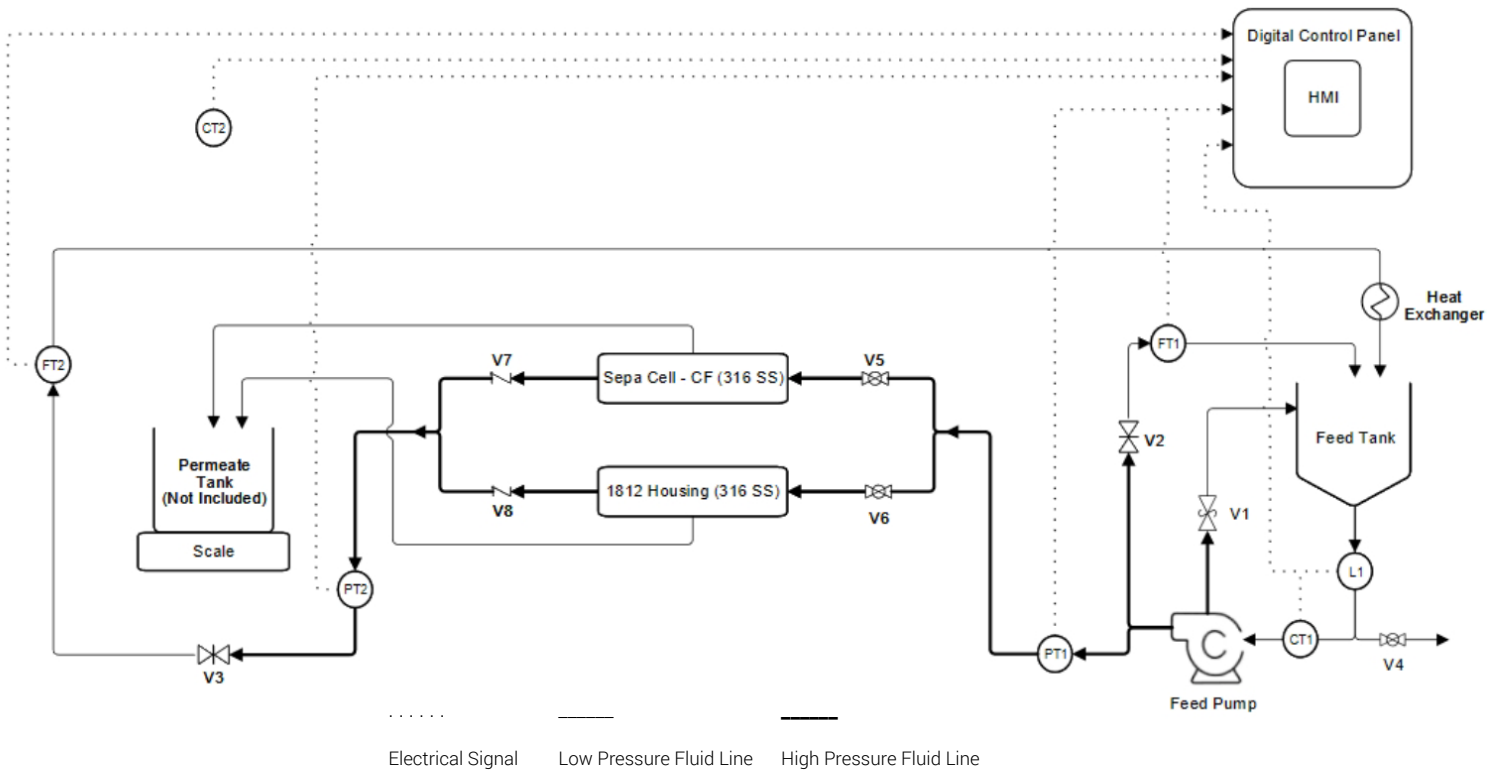 Digital Control Panel
HMI
CT2
Heat
Exchanger
FT2
FT1
V7
V5
Sepa Cell - CF (316 SS)
V2
Feed Tank
Permeate
Tank
(Not Included)
1812 Housing (316 SS)
V8
V6
V1
Scale
L1
PT2
CT1
PT1
C
V3
V4
Feed Pump
Electrical Signal
Low Pressure Fluid Line
High Pressure Fluid Line